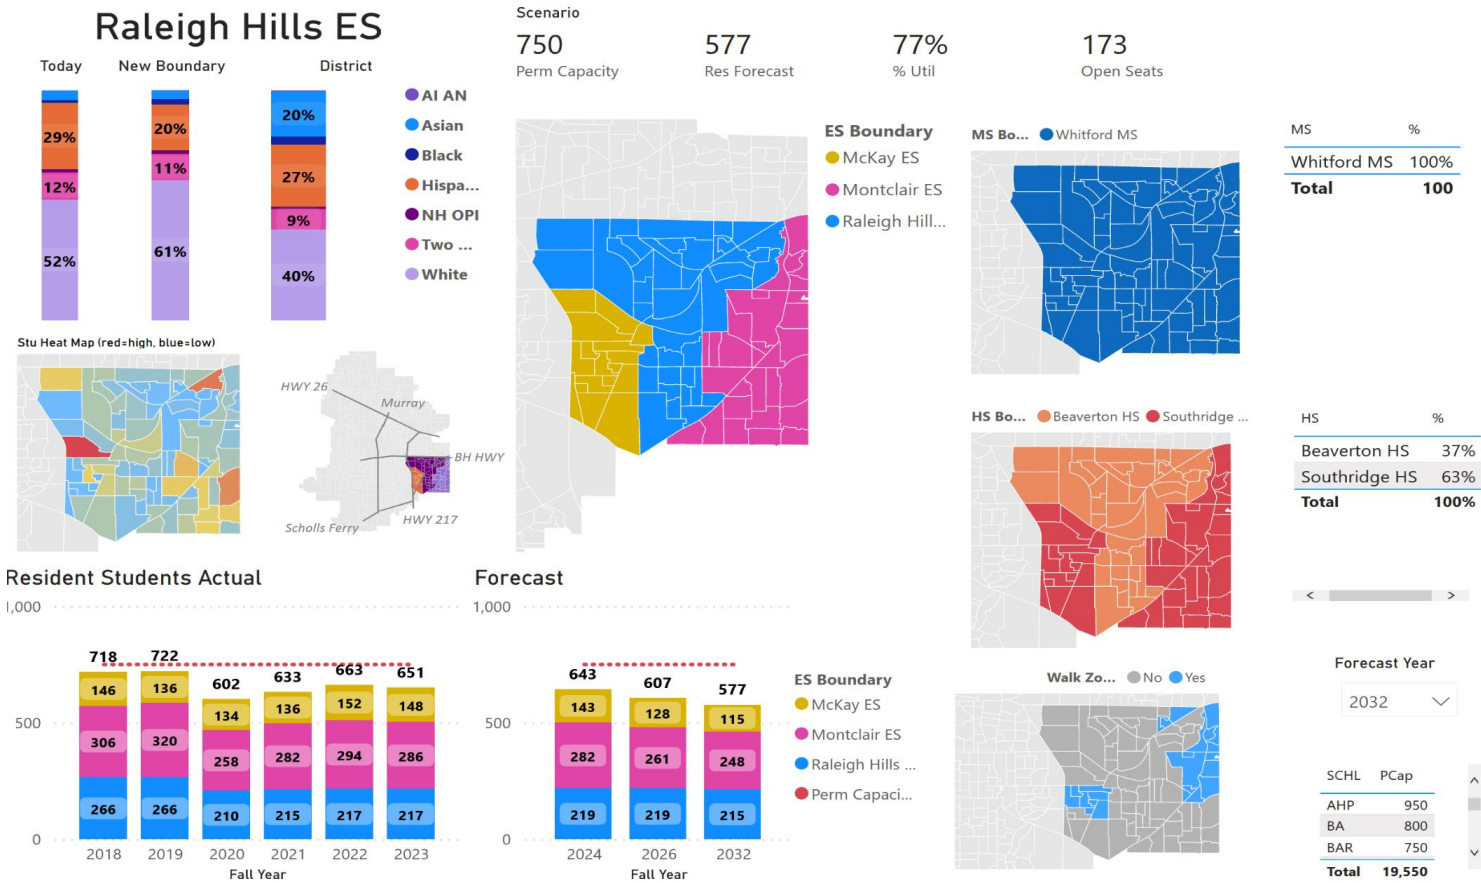 Raleigh Hills ES
Scenario
750
577
77%
173
Perm Capacity
Res Forecast
% Util
Open Seats
Today
New Boundary
District
29%
12%
52%
20%
11%
61%
20%
27%
9%
40%
AI AN
Asian
Black
Hispa...
NH OPI
Two ...
White
ES Boundary
McKay ES
Montclair ES
Raleigh Hill...
MS Bo...
Whitford MS
MS %
Whitford MS 100%
Total 100
Stu Heat Map (red=high, blue=low)
HWY 26
Murray
BH HWY
HWY 217
Scholls Ferry
HS Bo...
Beaverton HS
Southridge ...
HS %
Beaverton HS 37%
Southridge HS 63%
Total 100%
Resident Students Actual
1,000
500
0
718
146
306
266
722
136
320
266
602
134
258
210
633
136
282
215
663
152
294
217
651
148
286
217
2018 2019 2020 2021 2022 2023
Fall Year
Forecast
1,000
500
0
643
143
282
219
607
128
261
219
577
115
248
215
2024 2026 2032
Fall Year
ES Boundary
McKay ES
Montclair ES
Raleigh Hills ...
Perm Capaci...
Walk Zo...
No
Yes
Forecast Year
2032
SCHL PCap
AHP 950
BA 800
BAR 750
Total 19,550